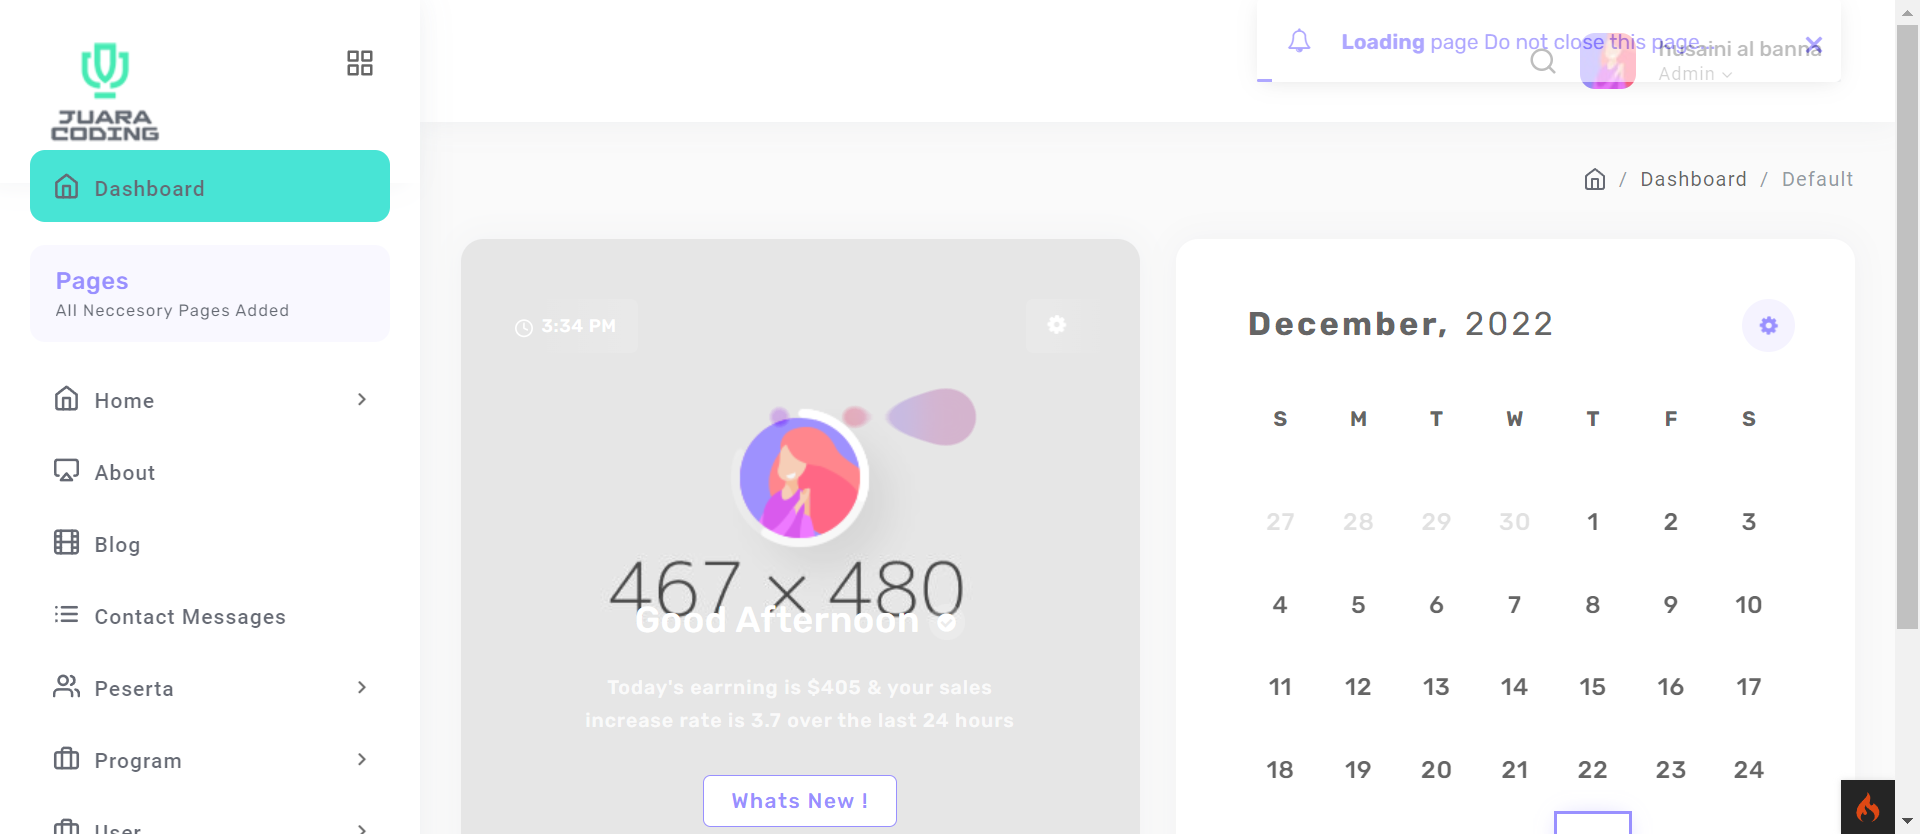 JUARA
CODING
Dashboard
Pages
All Neccesory Pages Added
Home
About
Blog
Contact Messages
Peserta
Program
User
Loading page Do not close this page...
husaini al banna
Admin
/ Dashboard / Default
3:34 PM
467 × 480
Good Afternoon
Today's earrning is $405 & your sales
increase rate is 3.7 over the last 24 hours
Whats New !
December, 2022
S M T W T F S
27 28 29 30 1 2 3
4 5 6 7 8 9 10
11 12 13 14 15 16 17
18 19 20 21 22 23 24